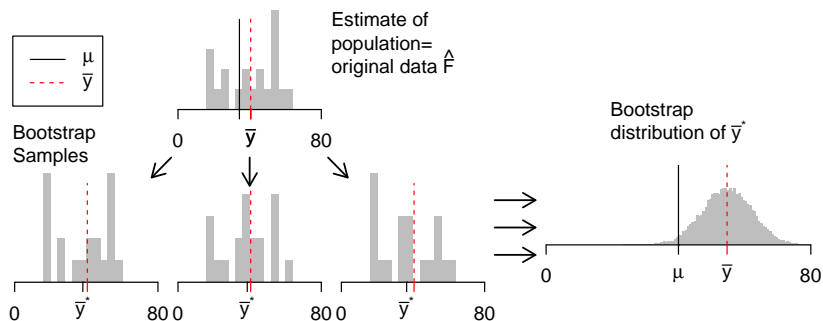 μ
ȳ
Estimate of
population=
original data F̂
0 ȳ 80
Bootstrap
Samples
Bootstrap
distribution of ȳ*
ȳ* 80
0 ȳ* 80
0 ȳ* 80
0 μ ȳ 80